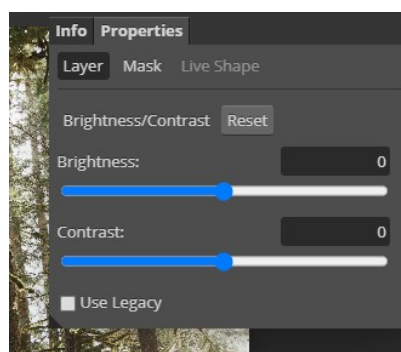 Info Properties
Layer Mask Live Shape
Brightness/Contrast Reset
Brightness: 0
Contrast: 0
Use Legacy